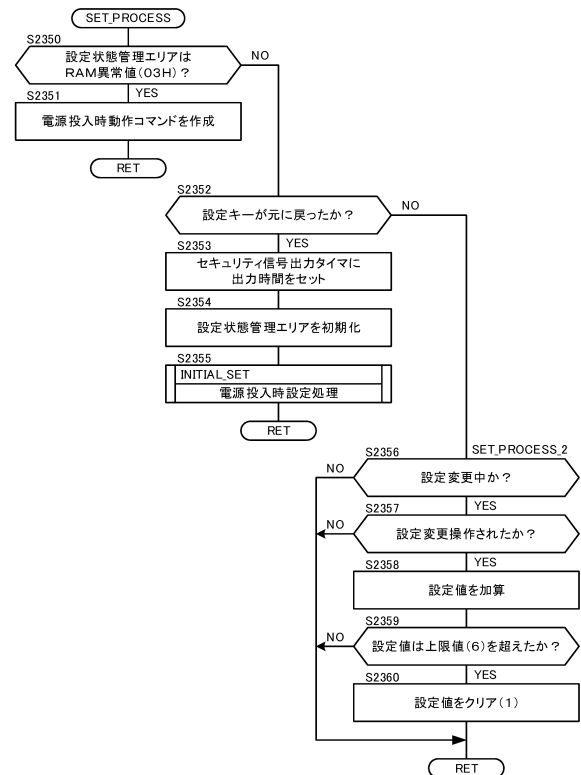 SET_PROCESS
S2350
設定状態管理エリアは
RAM異常値(03H)?
NO
YES
S2351
電源投入時動作コマンドを作成
RET
S2352
設定キーが元に戻ったか?
NO
YES
S2353
セキュリティ信号出力タイマに
出力時間をセット
S2354
設定状態管理エリアを初期化
S2355
INITIAL_SET
電源投入時設定処理
RET
SET_PROCESS_2
S2356
設定変更中か?
NO
YES
S2357
設定変更操作されたか?
NO
YES
S2358
設定値を加算
S2359
設定値は上限値(6)を超えたか?
NO
YES
S2360
設定値をクリア(1)
RET